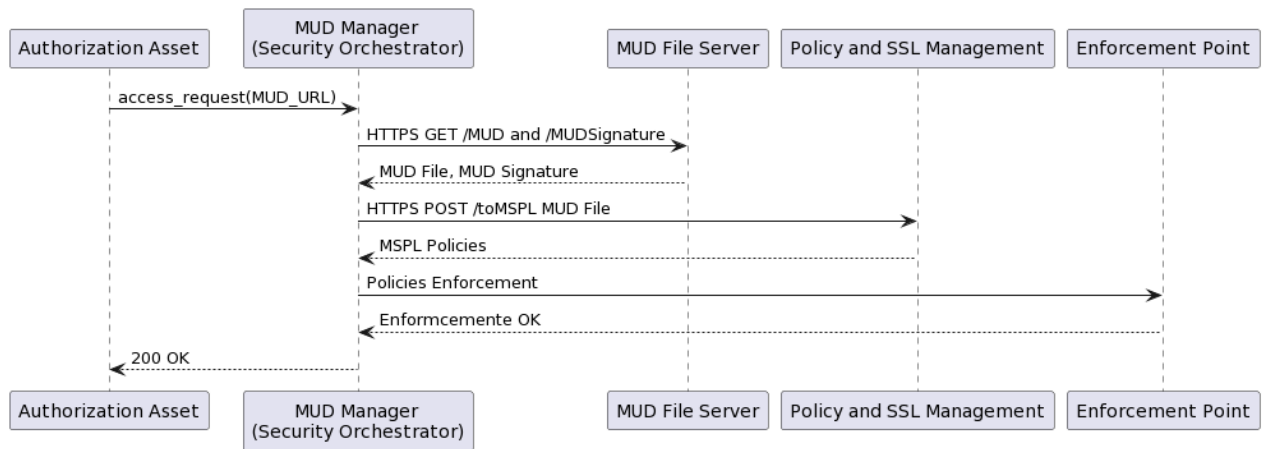 Authorization Asset
MUD Manager
(Security Orchestrator)
MUD File Server
Policy and SSL Management
Enforcement Point
access_request(MUD_URL)
HTTPS GET /MUD and /MUDSignature
MUD File, MUD Signature
HTTPS POST /toMSPL MUD File
MSPL Policies
Policies Enforcement
Enformcemente OK
200 OK
Authorization Asset
MUD Manager
(Security Orchestrator)
MUD File Server
Policy and SSL Management
Enforcement Point